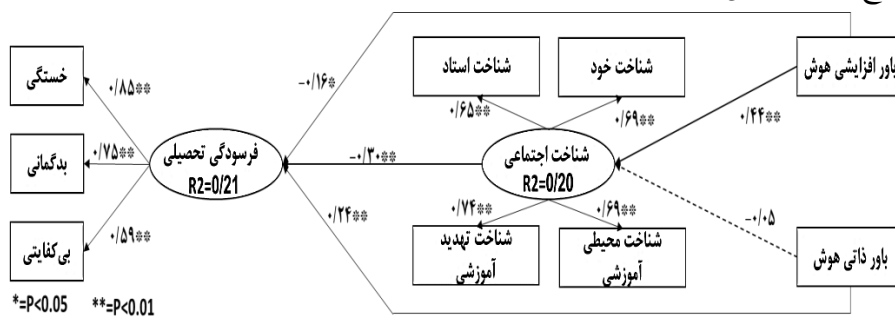 باور افزایشی هوش
باور ذاتی هوش
۰/۴۴**
-۰/۰۵
شناخت خود
شناخت استاد
۰/۶۹**
۰/۶۵**
شناخت اجتماعی
R2=0/20
۰/۶۹**
۰/۷۴**
شناخت محیطی
آموزشی
شناخت تهدید
آموزشی
-۰/۱۶*
-۰/۳۰**
۰/۲۴**
فرسودگی تحصیلی
R2=0/21
۰/۸۵**
۰/۷۵**
۰/۵۹**
خستگی
بدگمانی
بی‌کفایتی
*=P<0.05 **=P<0.01